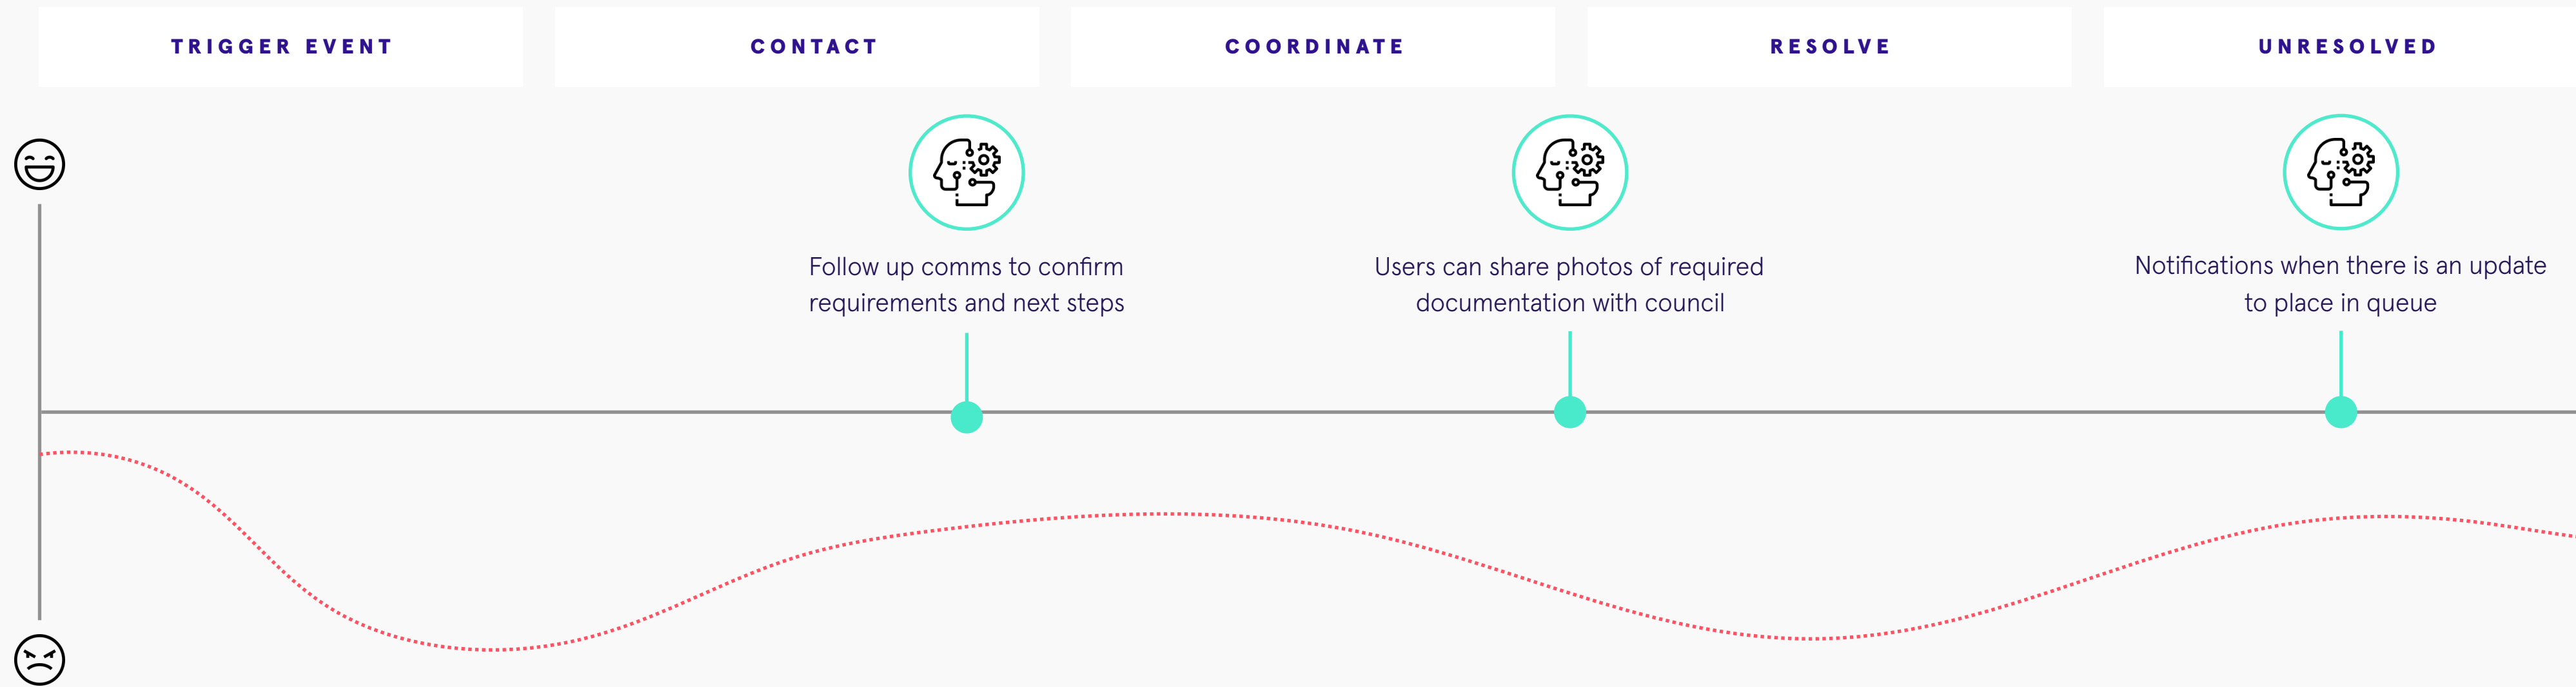 TRIGGER EVENT
CONTACT
COORDINATE
RESOLVE
UNRESOLVED
Follow up comms to confirm
requirements and next steps
Users can share photos of required
documentation with council
Notifications when there is an update
to place in queue